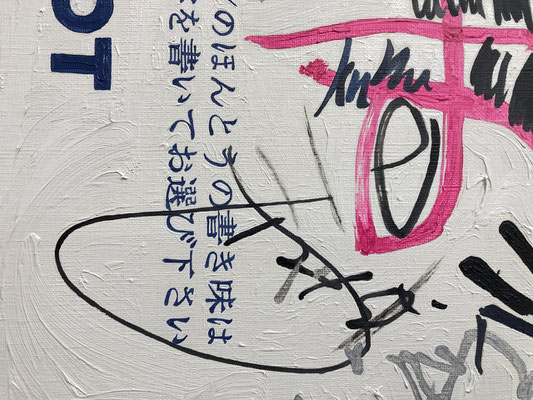 のほんとうの書き味は
を書いてお選び下さい
OT